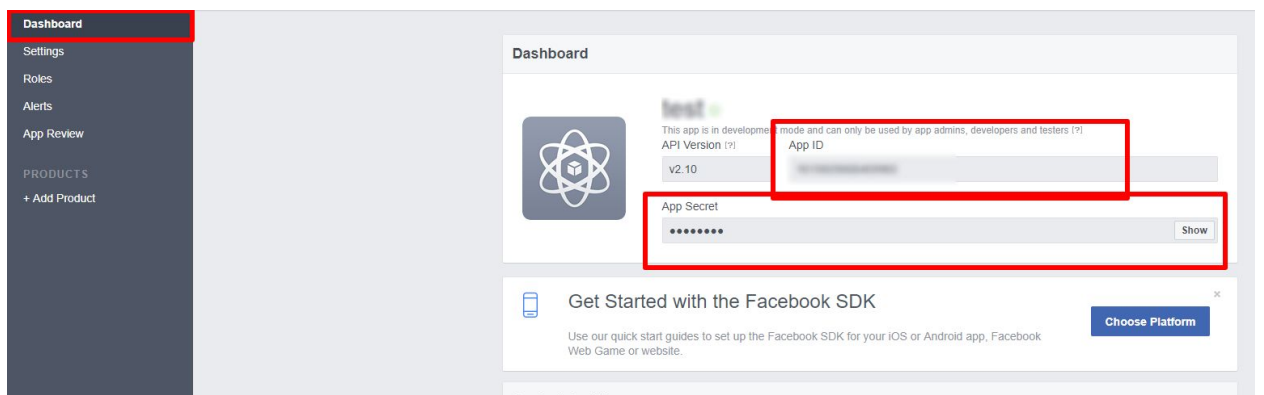 Dashboard
Settings
Roles
Alerts
App Review
PRODUCTS
+ Add Product
Dashboard
test
This app is in development mode and can only be used by app admins, developers and testers [?]
API Version [?]
App ID
v2.10
App Secret
••••••••
Show
Get Started with the Facebook SDK
×
Use our quick start guides to set up the Facebook SDK for your iOS or Android app, Facebook
Web Game or website.
Choose Platform